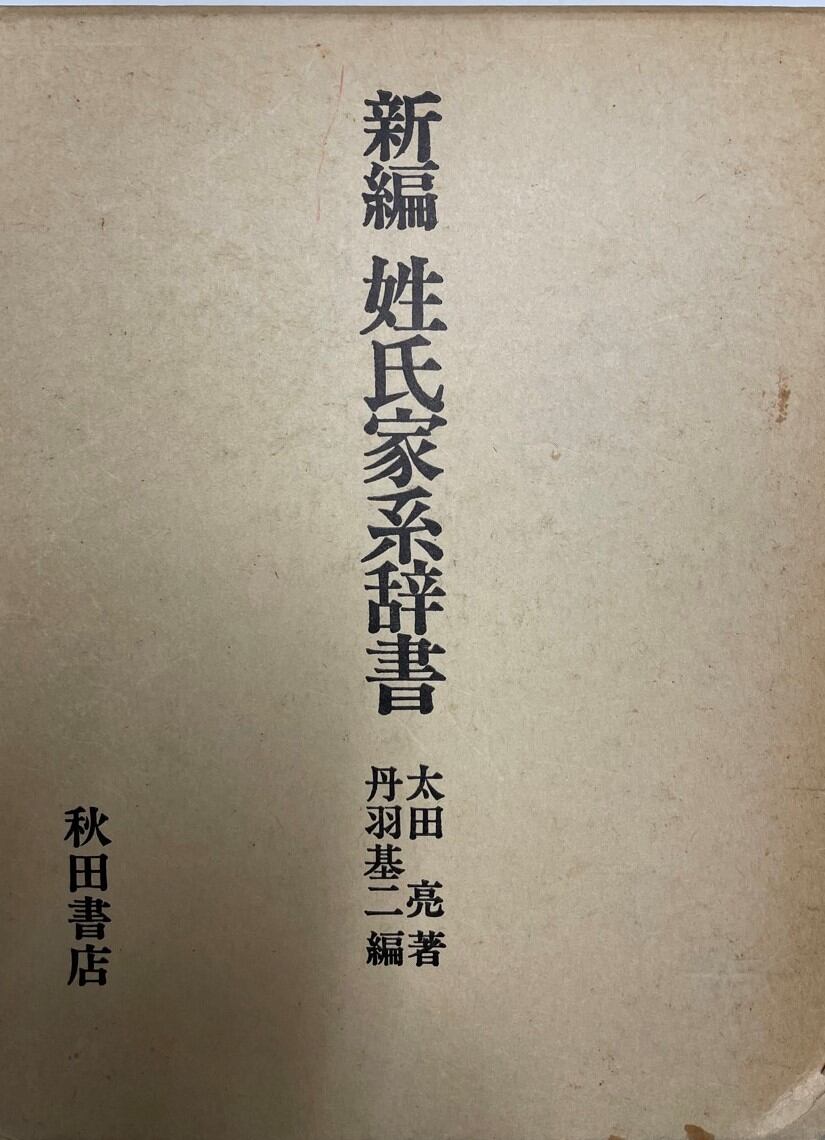 新編 姓氏家系辞書
太田 亮 著
丹羽基二 編
秋田書店